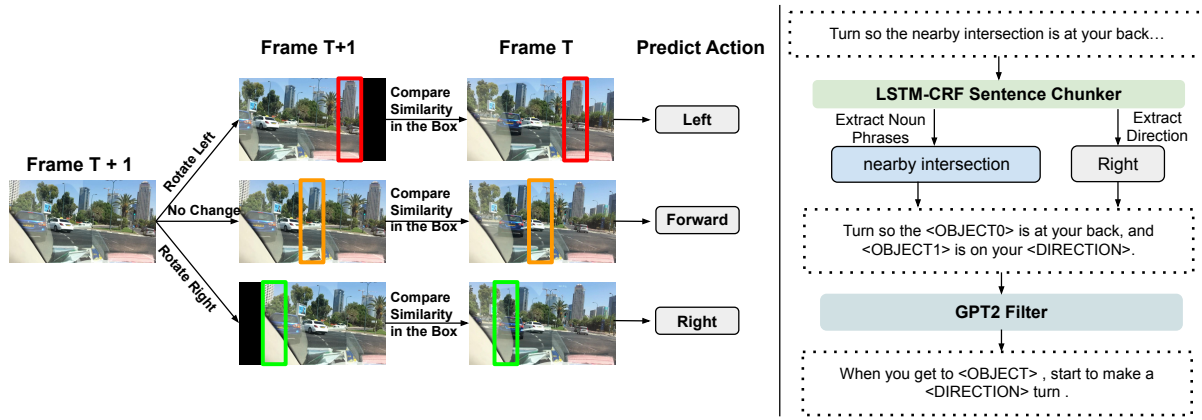 Frame T+1
Frame T
Predict Action
Compare
Similarity
in the Box
Left
Rotate Left
Frame T + 1
No Change
Compare
Similarity
in the Box
Forward
Rotate
Right
Compare
Similarity
in the Box
Right
Turn so the nearby intersection is at your back…
LSTM-CRF Sentence Chunker
Extract Noun
Phrases
Extract
Direction
nearby intersection
Right
Turn so the <OBJECT0> is at your back, and
<OBJECT1> is on your <DIRECTION>.
GPT2 Filter
When you get to <OBJECT> , start to make a
<DIRECTION> turn .